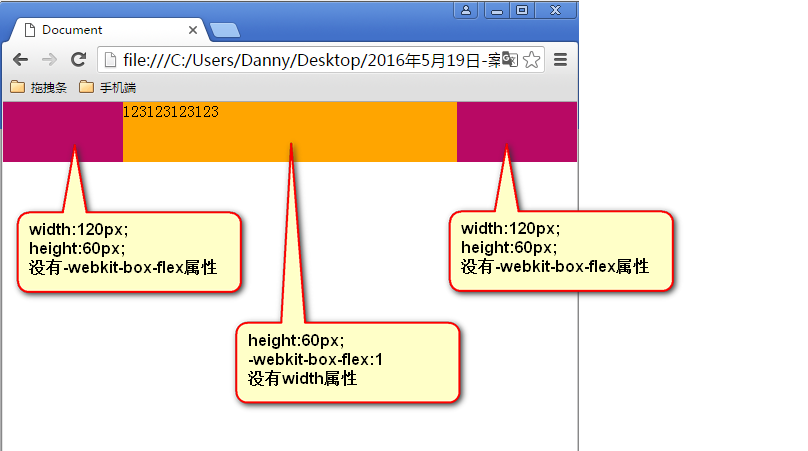 Document
file:///C:/Users/Danny/Desktop/2016年5月19日-案
拖拽条
手机端
123123123123
width:120px;
height:60px;
没有-webkit-box-flex属性
width:120px;
height:60px;
没有-webkit-box-flex属性
height:60px;
-webkit-box-flex:1
没有width属性